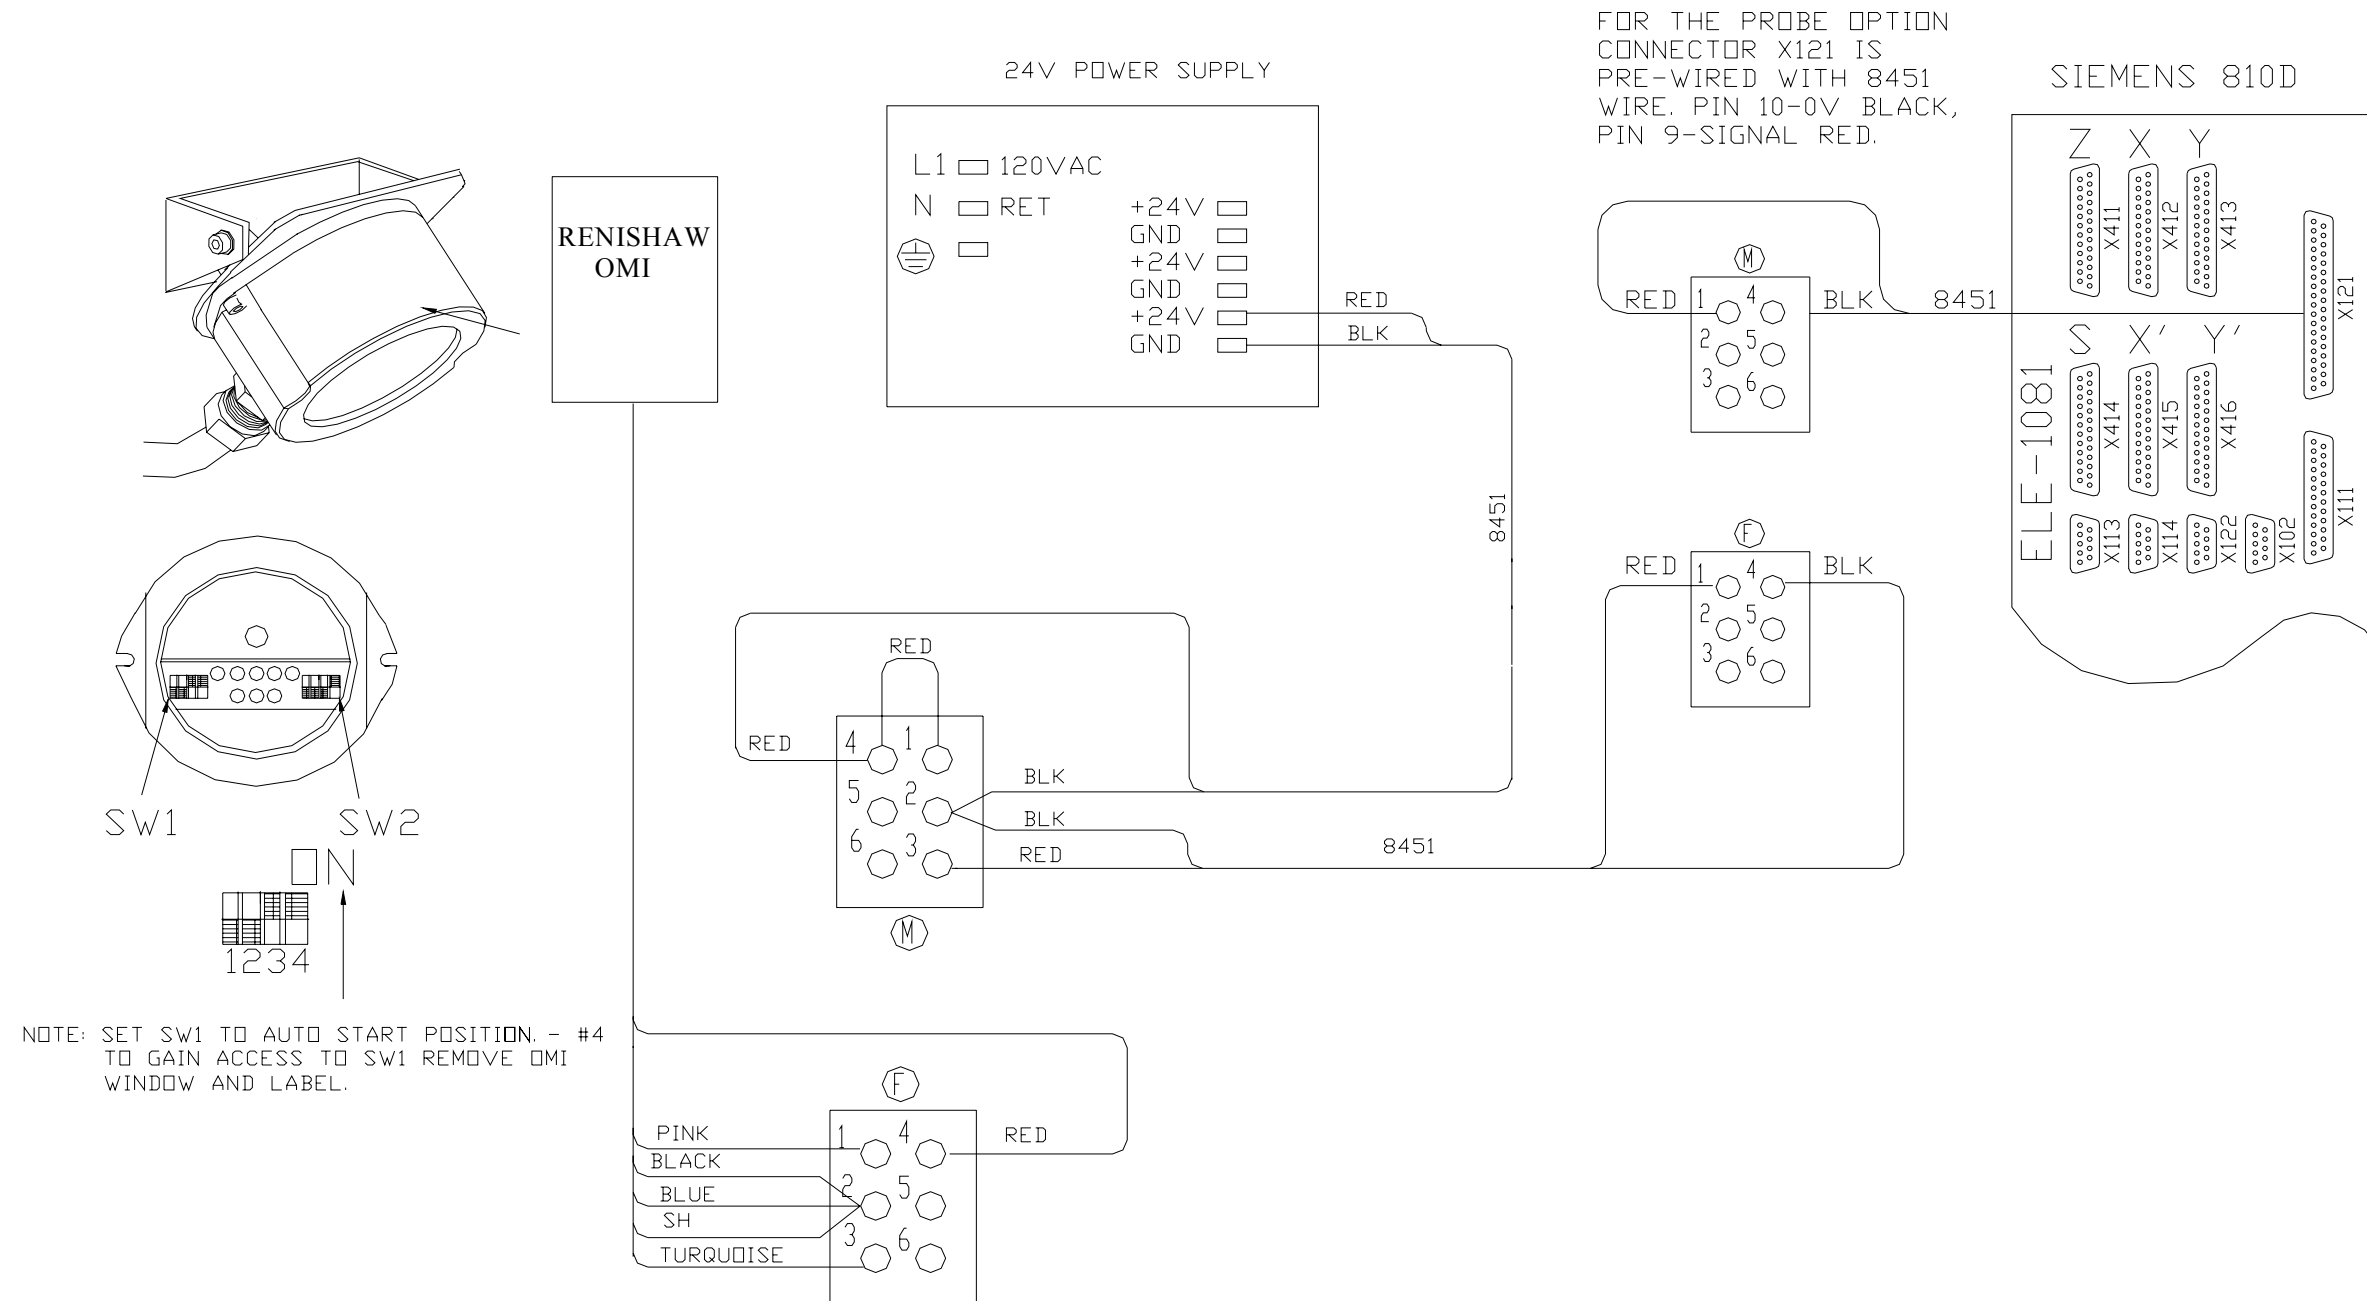 FOR THE PROBE OPTION
CONNECTOR X121 IS
PRE-WIRED WITH 8451
WIRE. PIN 10-0V BLACK,
PIN 9-SIGNAL RED.
24V POWER SUPPLY
SIEMENS 810D
RENISHAW
OMI
L1 120VAC
N RET
+24V
GND
+24V
GND
+24V
GND
RED
BLK
8451
M
RED
1 4
2 5
3 6
BLK
8451
Z X Y
X411
X412
X413
X121
S X' Y'
X414
X415
X416
X111
X113
X114
X122
X102
ELE-1081
F
RED
1 4
2 5
3 6
BLK
RED
RED
4 1
5 2
6 3
BLK
BLK
RED
8451
M
SW1
SW2
ON
1234
NOTE: SET SW1 TO AUTO START POSITION. - #4
TO GAIN ACCESS TO SW1 REMOVE OMI
WINDOW AND LABEL.
F
PINK
BLACK
BLUE
SH
TURQUOISE
1 4
2 5
3 6
RED